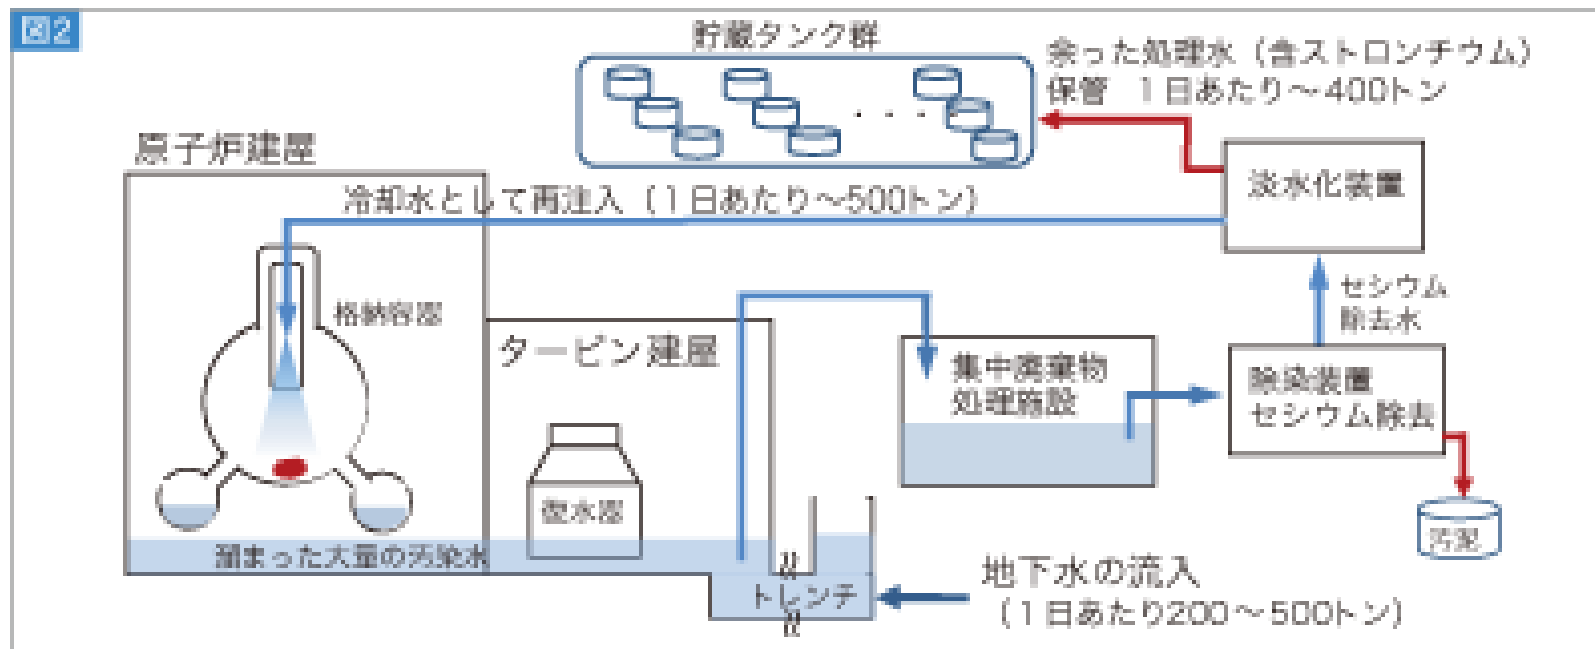 図2
貯蔵タンク群
余った処理水（含ストロンチウム）
保管　1日あたり～400トン
原子炉建屋
淡水化装置
冷却水として再注入（1日あたり～500トン）
格納容器
セシウム
除去水
タービン建屋
集中廃棄物
処理施設
除染装置
セシウム除去
復水器
汚泥
溜まった大量の汚染水
トレンチ
地下水の流入
（1日あたり200～500トン）